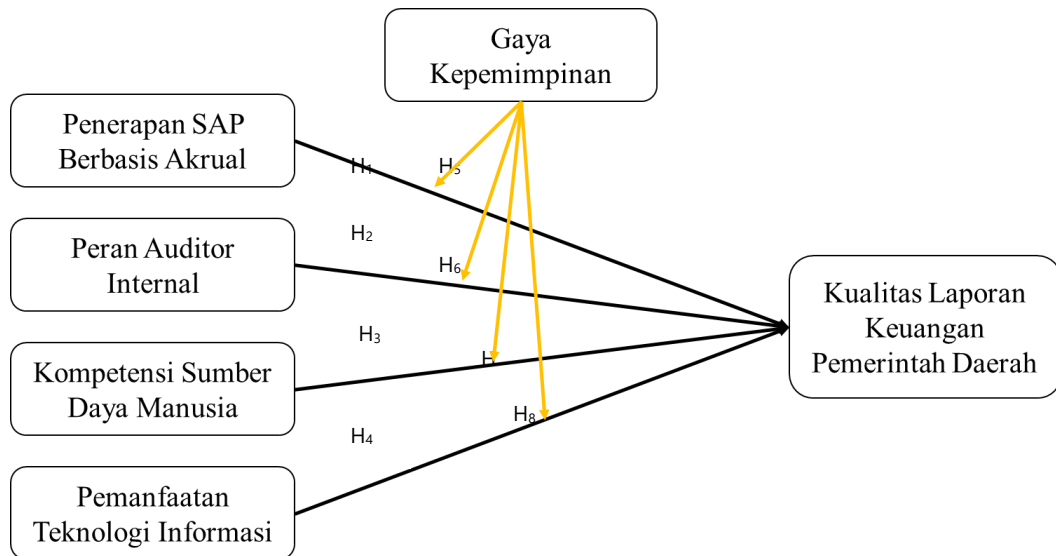 Gaya
Kepemimpinan
Penerapan SAP
Berbasis Akrual
H₁
H₅
Peran Auditor
Internal
H₂
H₆
Kualitas Laporan
Keuangan
Pemerintah Daerah
H₃
H
Kompetensi Sumber
Daya Manusia
H₈
H₄
Pemanfaatan
Teknologi Informasi